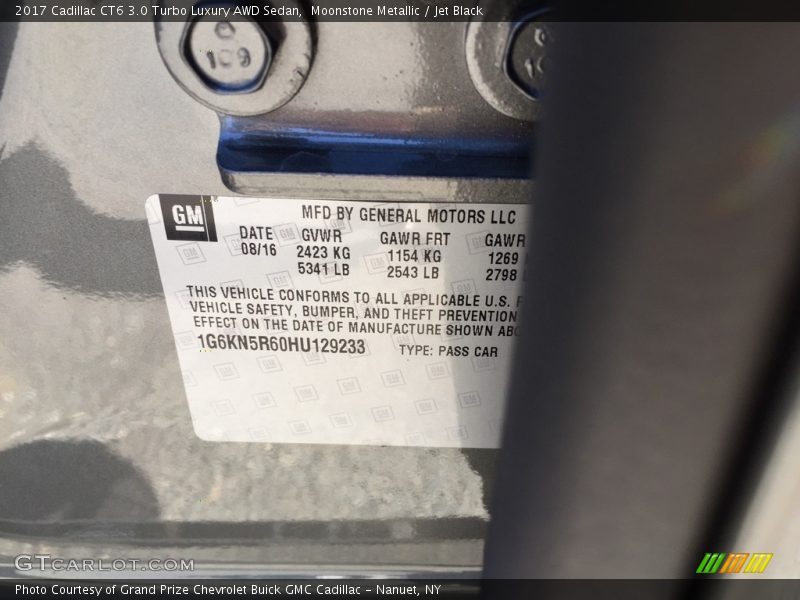 2017 Cadillac CT6 3.0 Turbo Luxury AWD Sedan, Moonstone Metallic / Jet Black
109
GM
MFD BY GENERAL MOTORS LLC
DATE GVWR GAWR FRT GAWR
08/16 2423 KG 1154 KG 1269
5341 LB 2543 LB 2798
THIS VEHICLE CONFORMS TO ALL APPLICABLE U.S. F
VEHICLE SAFETY, BUMPER, AND THEFT PREVENTION
EFFECT ON THE DATE OF MANUFACTURE SHOWN ABO
1G6KN5R60HU129233 TYPE: PASS CAR
GTCARLOT.COM
Photo Courtesy of Grand Prize Chevrolet Buick GMC Cadillac - Nanuet, NY